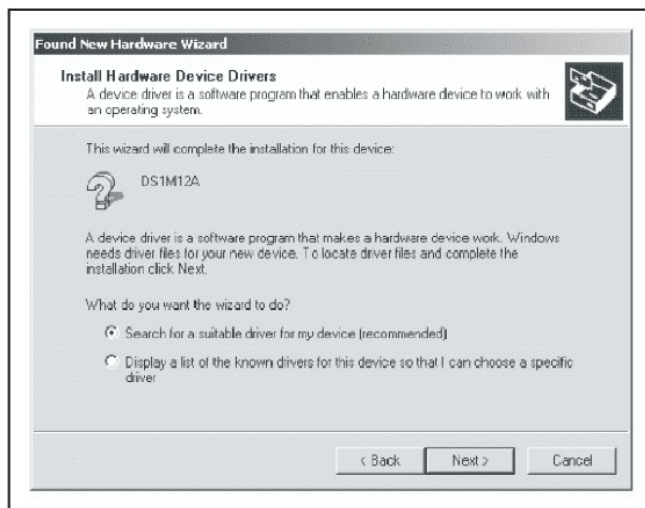 Found New Hardware Wizard
Install Hardware Device Drivers
A device driver is a software program that enables a hardware device to work with
an operating system.
This wizard will complete the installation for this device:
DS1M12A
A device driver is a software program that makes a hardware device work. Windows
needs driver files for your new device. To locate driver files and complete the
installation click Next.
What do you want the wizard to do?
Search for a suitable driver for my device (recommended)
Display a list of the known drivers for this device so that I can choose a specific
driver
< Back
Next >
Cancel